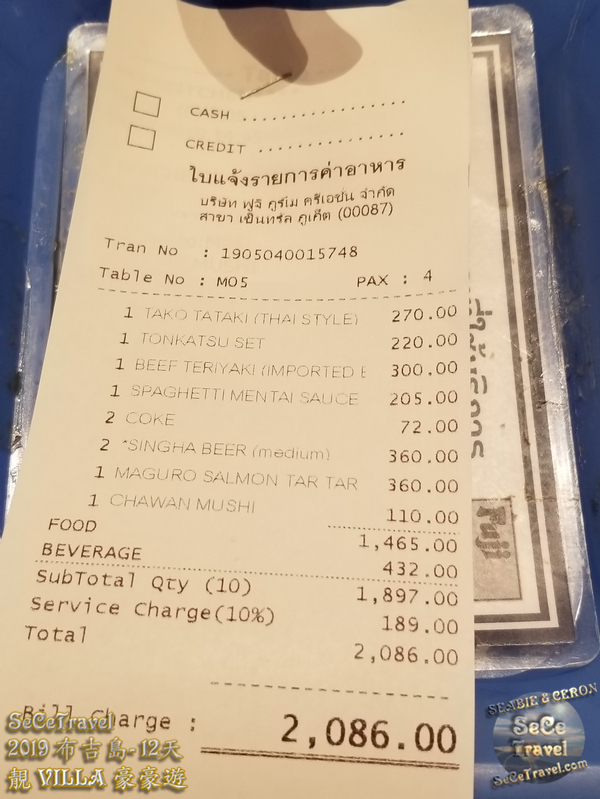 CASH ..................
CREDIT ................
ใบแจ้งรายการค่าอาหาร
บริษัท ฟูจิ กูร์เม ครีเอชั่น จำกัด
สาขา เซ็นทรัล ภูเก็ต (00087)
Tran No : 1905040015748
Table No : M05 PAX : 4
1 TAKO TATAKI (THAI STYLE) 270.00
1 TONKATSU SET 220.00
1 BEEF TERIYAKI (IMPORTED B 300.00
1 SPAGHETTI MENTAI SAUCE 205.00
2 COKE 72.00
2 *SINGHA BEER (medium) 360.00
1 MAGURO SALMON TAR TAR 360.00
1 CHAWAN MUSHI 110.00
FOOD 1,465.00
BEVERAGE 432.00
SubTotal Qty (10) 1,897.00
Service Charge(10%) 189.00
Total 2,086.00
Bill Charge : 2,086.00
Fuji
SeCeTravel
2019 布吉島-12天
靚 VILLA 豪豪遊
SENBIE & CERON
SeCe
Travel
SeCeTravel.com